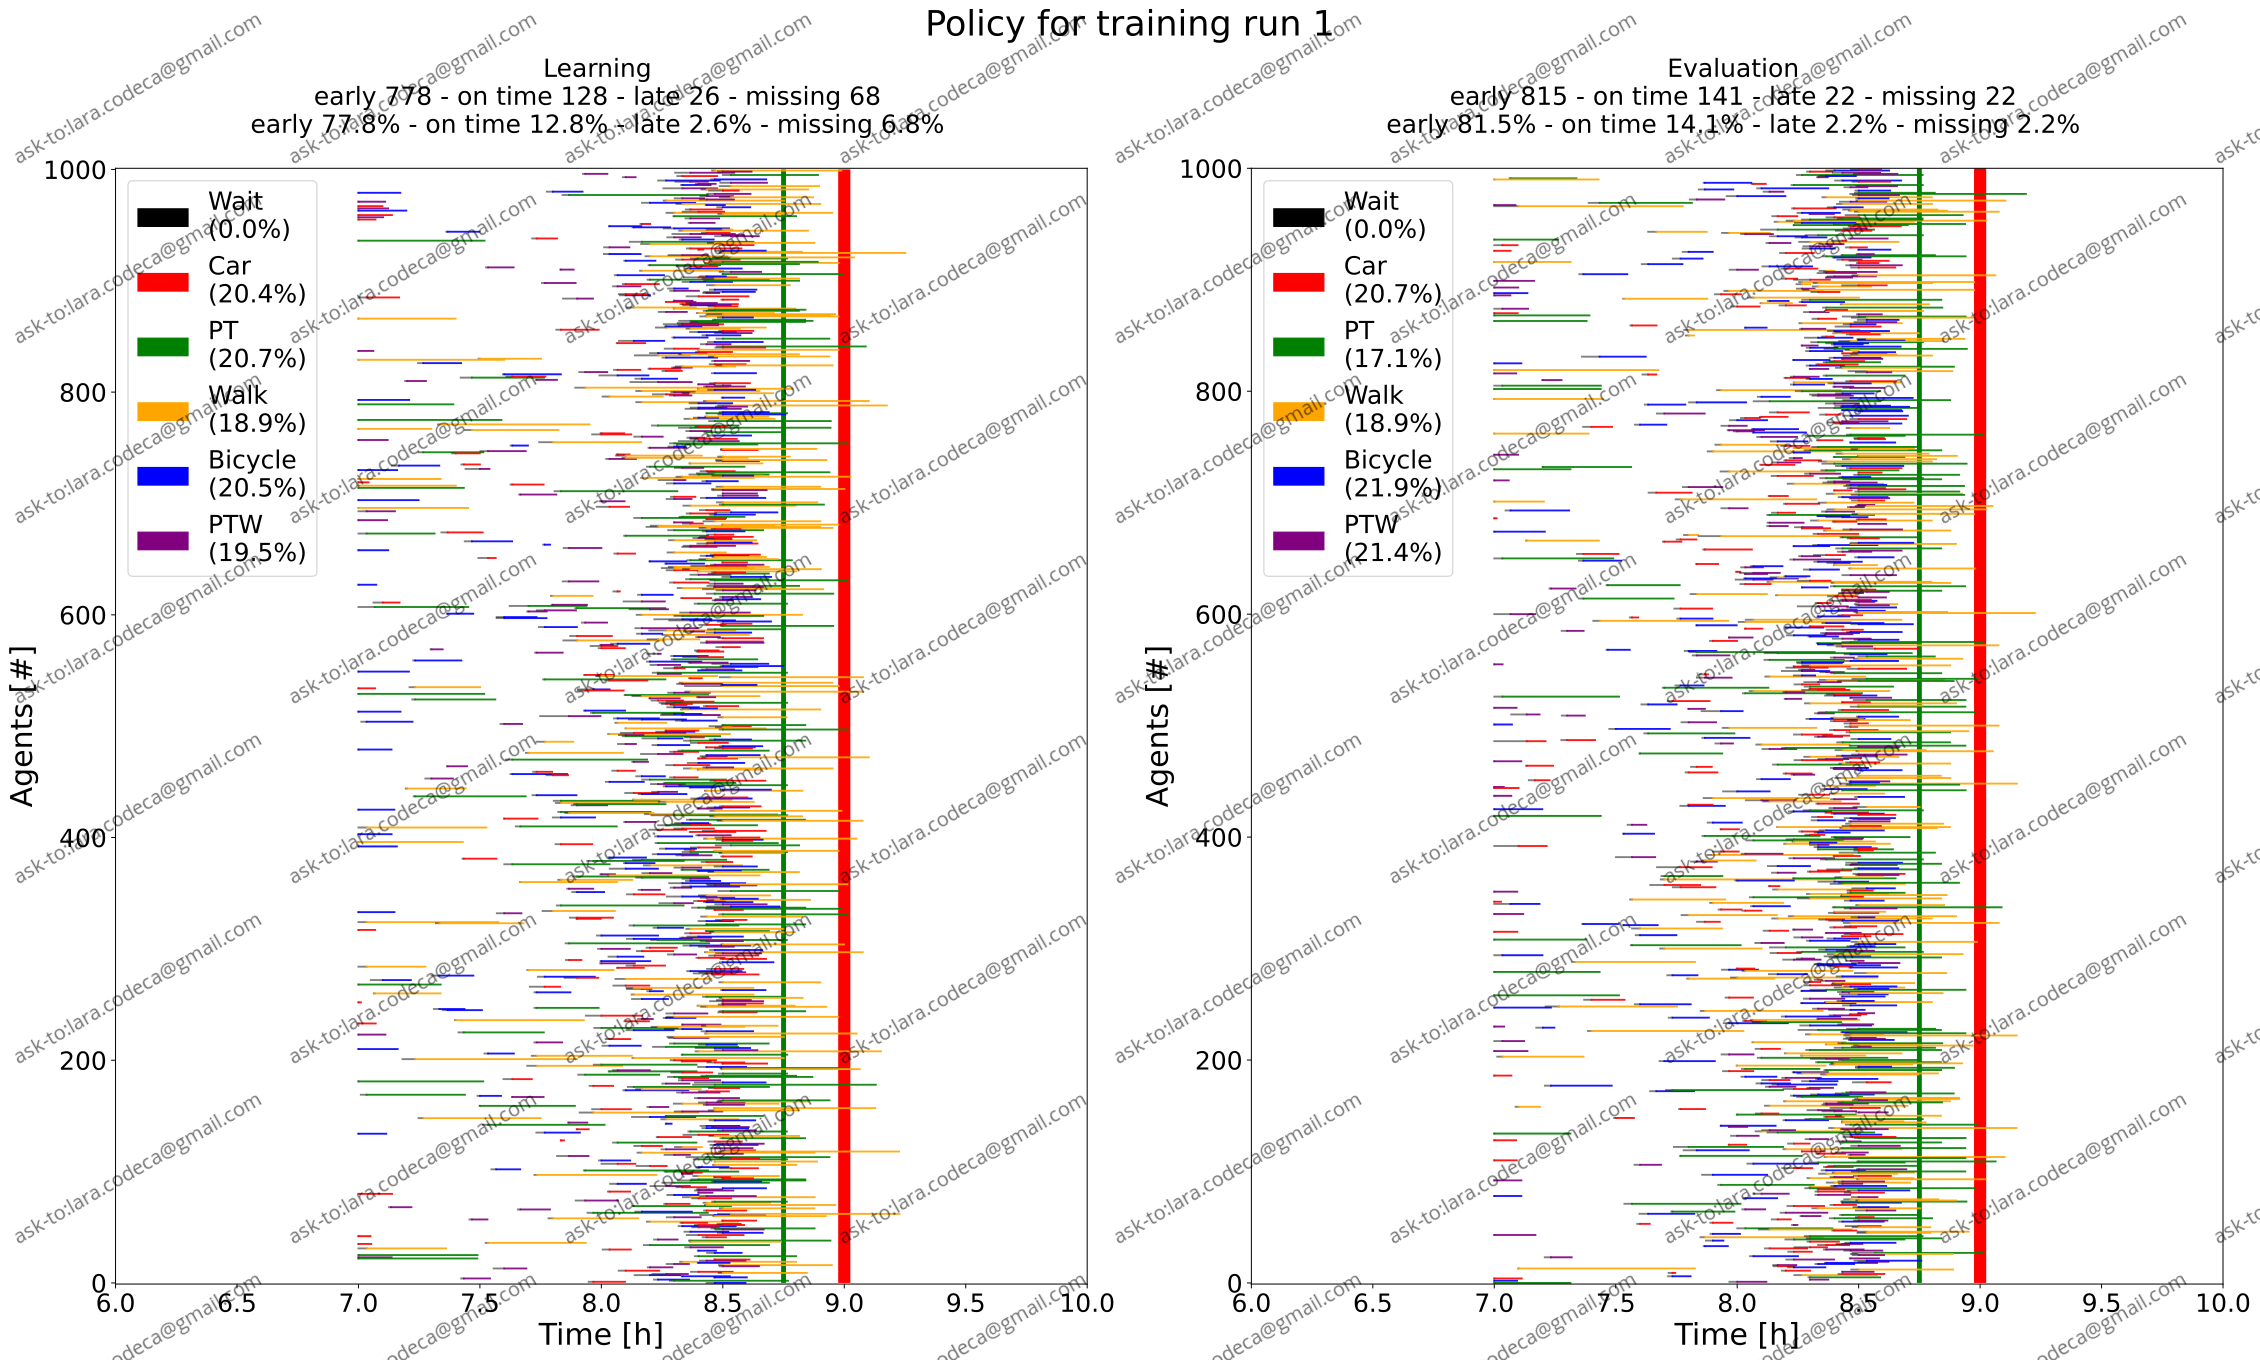 Policy for training run 1
Learning
early 778 - on time 128 - late 26 - missing 68
early 77.8% - on time 12.8% - late 2.6% - missing 6.8%
Evaluation
early 815 - on time 141 - late 22 - missing 22
early 81.5% - on time 14.1% - late 2.2% - missing 2.2%
Agents [#]
1000
800
600
400
200
0
Wait
(0.0%)
Car
(20.4%)
PT
(20.7%)
Walk
(18.9%)
Bicycle
(20.5%)
PTW
(19.5%)
6.0 6.5 7.0 7.5 8.0 8.5 9.0 9.5 10.0
Time [h]
Agents [#]
1000
800
600
400
200
0
Wait
(0.0%)
Car
(20.7%)
PT
(17.1%)
Walk
(18.9%)
Bicycle
(21.9%)
PTW
(21.4%)
6.0 6.5 7.0 7.5 8.0 8.5 9.0 9.5 10.0
Time [h]
ask-to:lara.codeca@gmail.com